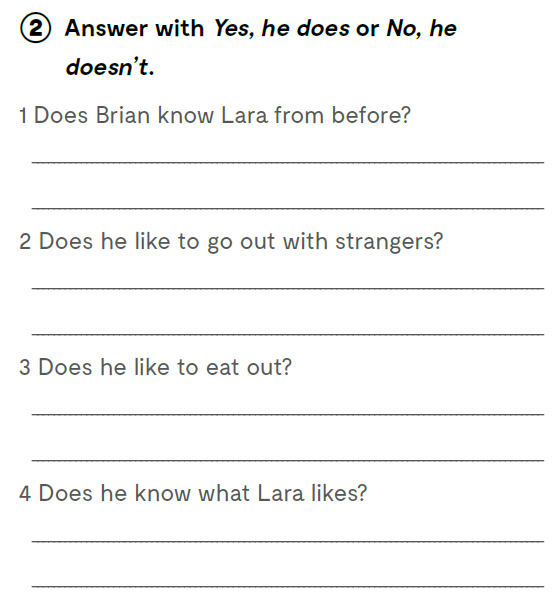 2 Answer with Yes, he does or No, he
doesn't.
1 Does Brian know Lara from before?
2 Does he like to go out with strangers?
3 Does he like to eat out?
4 Does he know what Lara likes?